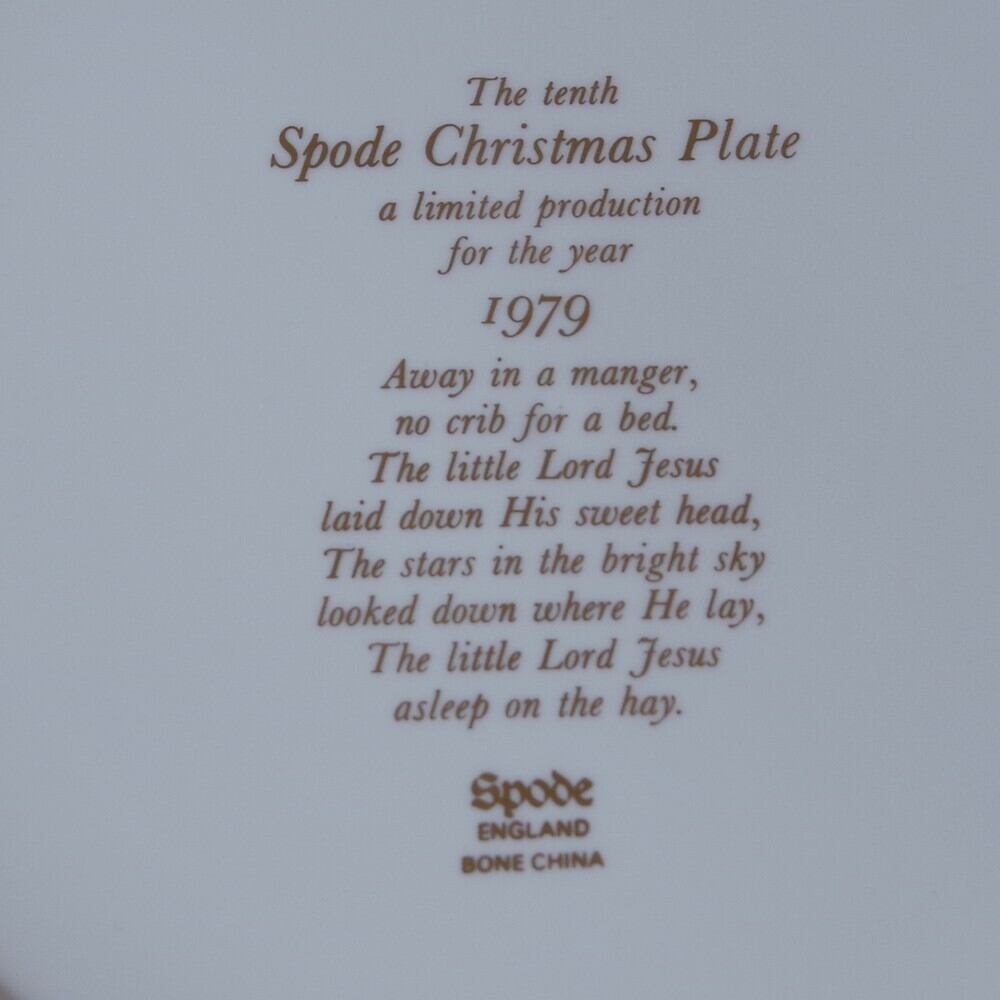 The tenth
Spode Christmas Plate
a limited production
for the year
1979
Away in a manger,
no crib for a bed.
The little Lord Jesus
laid down His sweet head,
The stars in the bright sky
looked down where He lay,
The little Lord Jesus
asleep on the hay.
Spode
ENGLAND
BONE CHINA